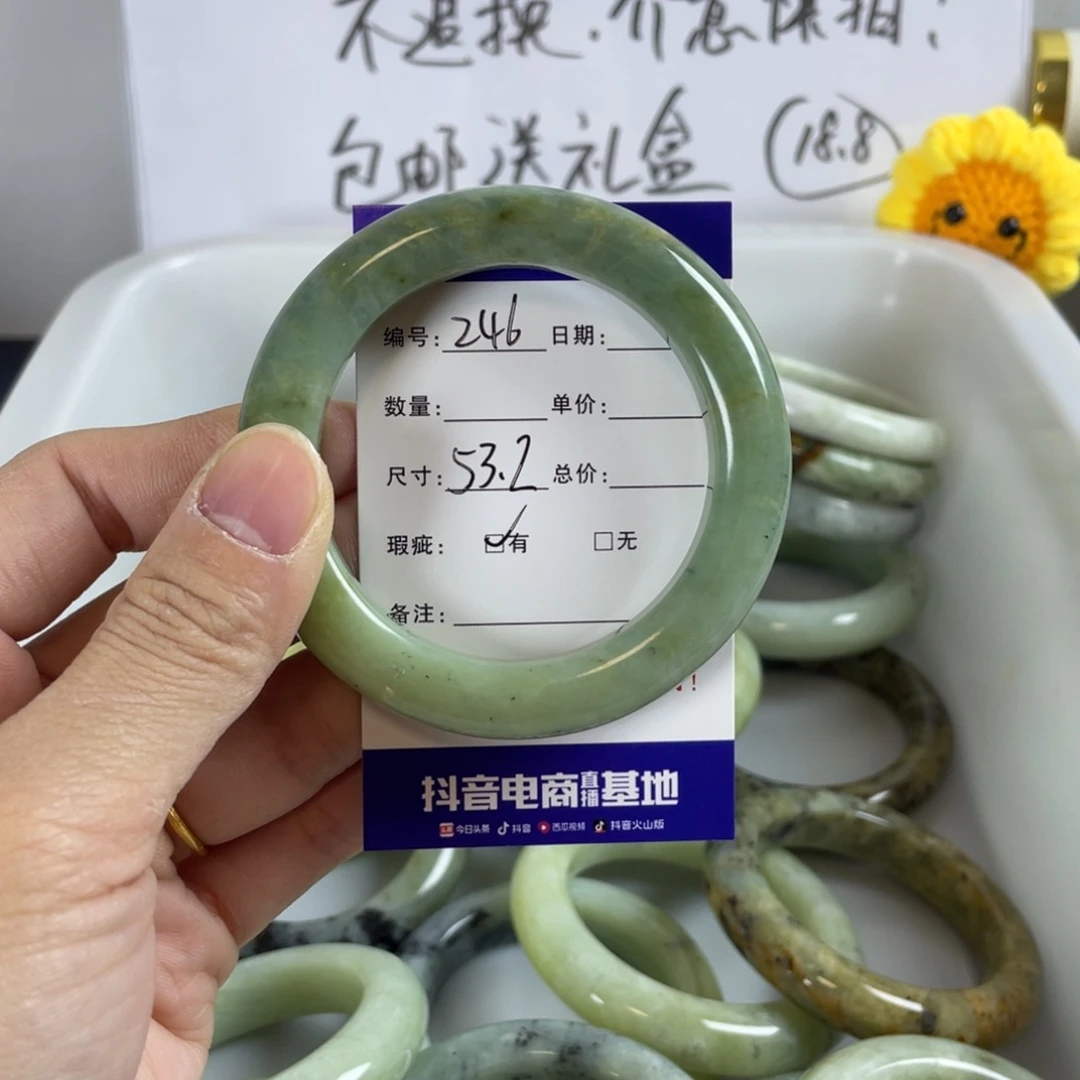 不退换.介意慎拍!
包邮送礼盒 (18.8)
编号: 246 日期:
数量: 单价:
尺寸: 53.2 总价:
瑕疵: ☑有 □无
备注:
!
抖音电商直播基地
今日头条 抖音 西瓜视频 抖音火山版